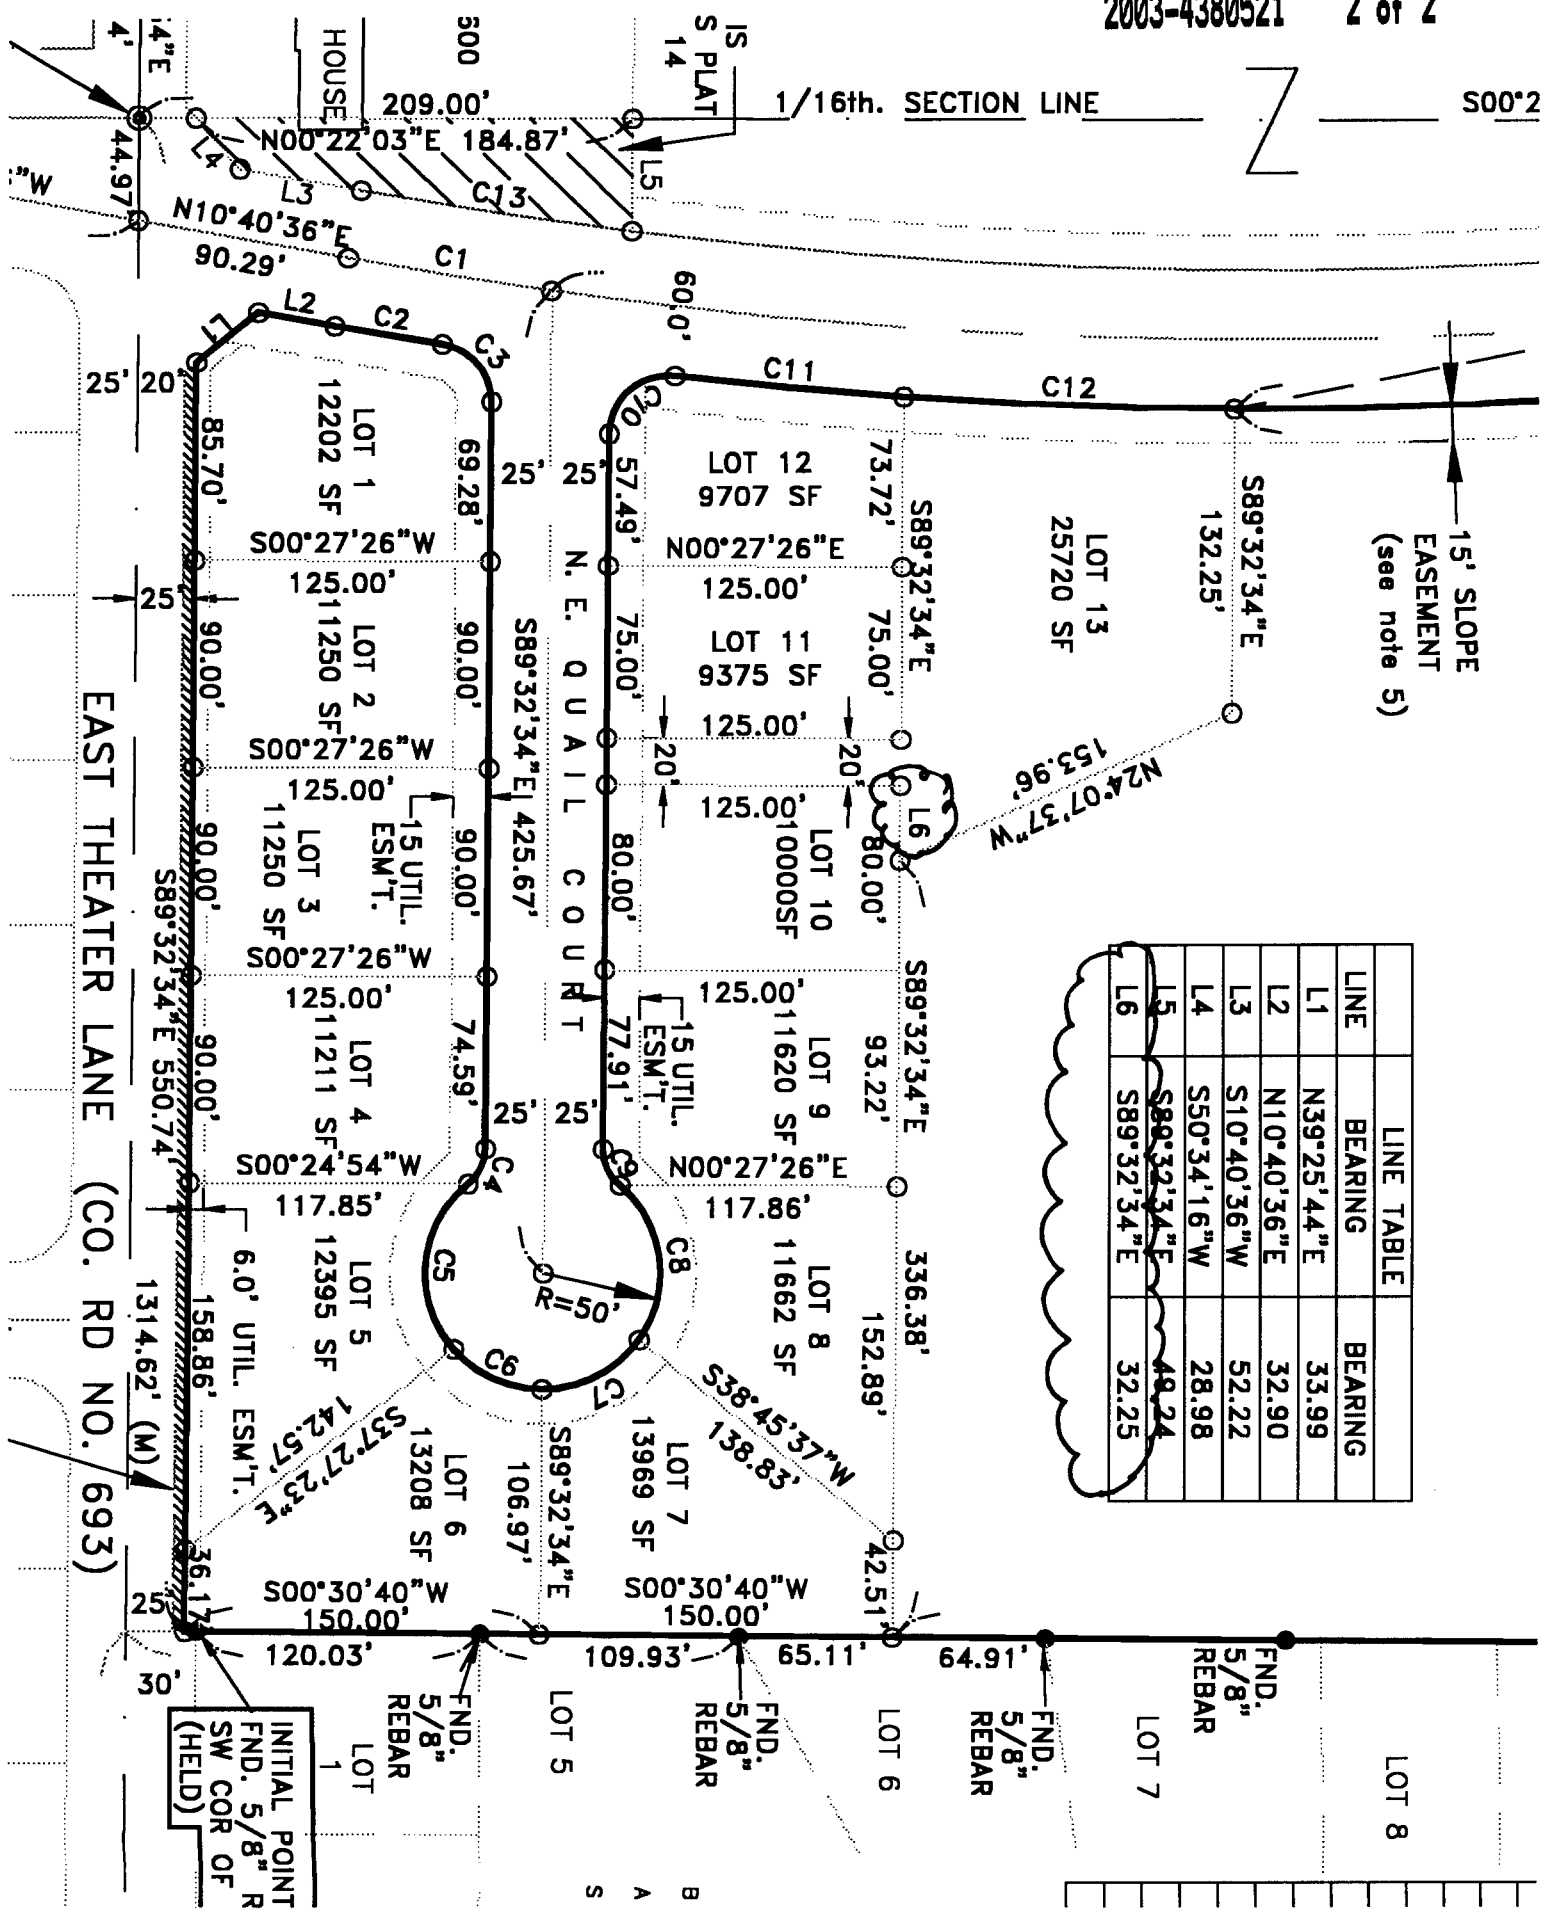 2003-4380521 2 of 2
IS
S PLAT
14
600
HOUSE
4"E
4'
209.00'
1/16th. SECTION LINE
S00°2
N00°22'03"E 184.87'
44.97'
L4
L3
C13
L5
"W
N10°40'36"E
90.29'
C1
60.0'
L1
L2
C2
C3
C10
C11
C12
25' 20'
15' SLOPE
EASEMENT
(see note 5)
LOT 1
12202 SF
85.70'
69.28'
25' 25'
57.49'
LOT 12
9707 SF
73.72'
S89°32'34"E
LOT 13
25720 SF
S89°32'34"E
132.25'
S00°27'26"W
125.00'
N00°27'26"E
125.00'
25'
LOT 2
11250 SF
90.00'
90.00'
S89°32'34"E
425.67'
N. E. QUAIL COURT
75.00'
LOT 11
9375 SF
75.00'
125.00'
20'
20'
125.00'
L6
N24°07'37"W
153.96'
S00°27'26"W
125.00'
LOT 3
11250 SF
90.00'
90.00'
15 UTIL.
ESM'T.
80.00'
LOT 10
10000SF
80.00'
S89°32'34"E 550.74'
S00°27'26"W
125.00'
125.00'
LOT 4
11211 SF
90.00'
74.59'
25' 25'
77.91'
15 UTIL.
ESM'T.
LOT 9
11620 SF
93.22'
S89°32'34"E
LINE TABLE
LINE BEARING BEARING
L1 N39°25'44"E 33.99
L2 N10°40'36"E 32.90
L3 S10°40'36"W 52.22
L4 S50°34'16"W 28.98
L5 S89°32'34"E 49.24
L6 S89°32'34"E 32.25
S00°24'54"W
117.85'
C4
C9
N00°27'26"E
117.86'
EAST THEATER LANE (CO. RD NO. 693)
1314.62' (M)
158.86'
6.0' UTIL. ESM'T.
LOT 5
12395 SF
C5
R=50'
C8
LOT 8
11662 SF
336.38'
152.89'
C6
C7
S37°27'23"E
142.57'
LOT 6
13208 SF
S89°32'34"E
106.97'
LOT 7
13969 SF
S38°45'37"W
138.83'
42.51'
36.17'
25'
S00°30'40"W
150.00'
S00°30'40"W
150.00'
120.03'
109.93'
65.11'
64.91'
30'
FND.
5/8"
REBAR
FND.
5/8"
REBAR
FND.
5/8"
REBAR
FND.
5/8"
REBAR
LOT
1
LOT 5
LOT 6
LOT 7
LOT 8
INITIAL POINT
FND. 5/8" R
SW COR OF
(HELD)
S A B